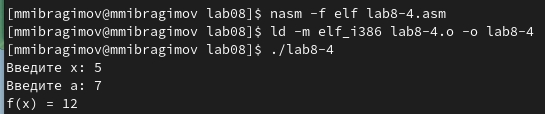 [mmibragimov@mmibragimov lab08]$ nasm -f elf lab8-4.asm
[mmibragimov@mmibragimov lab08]$ ld -m elf_i386 lab8-4.o -o lab8-4
[mmibragimov@mmibragimov lab08]$ ./lab8-4
Введите x: 5
Введите а: 7
f(x) = 12